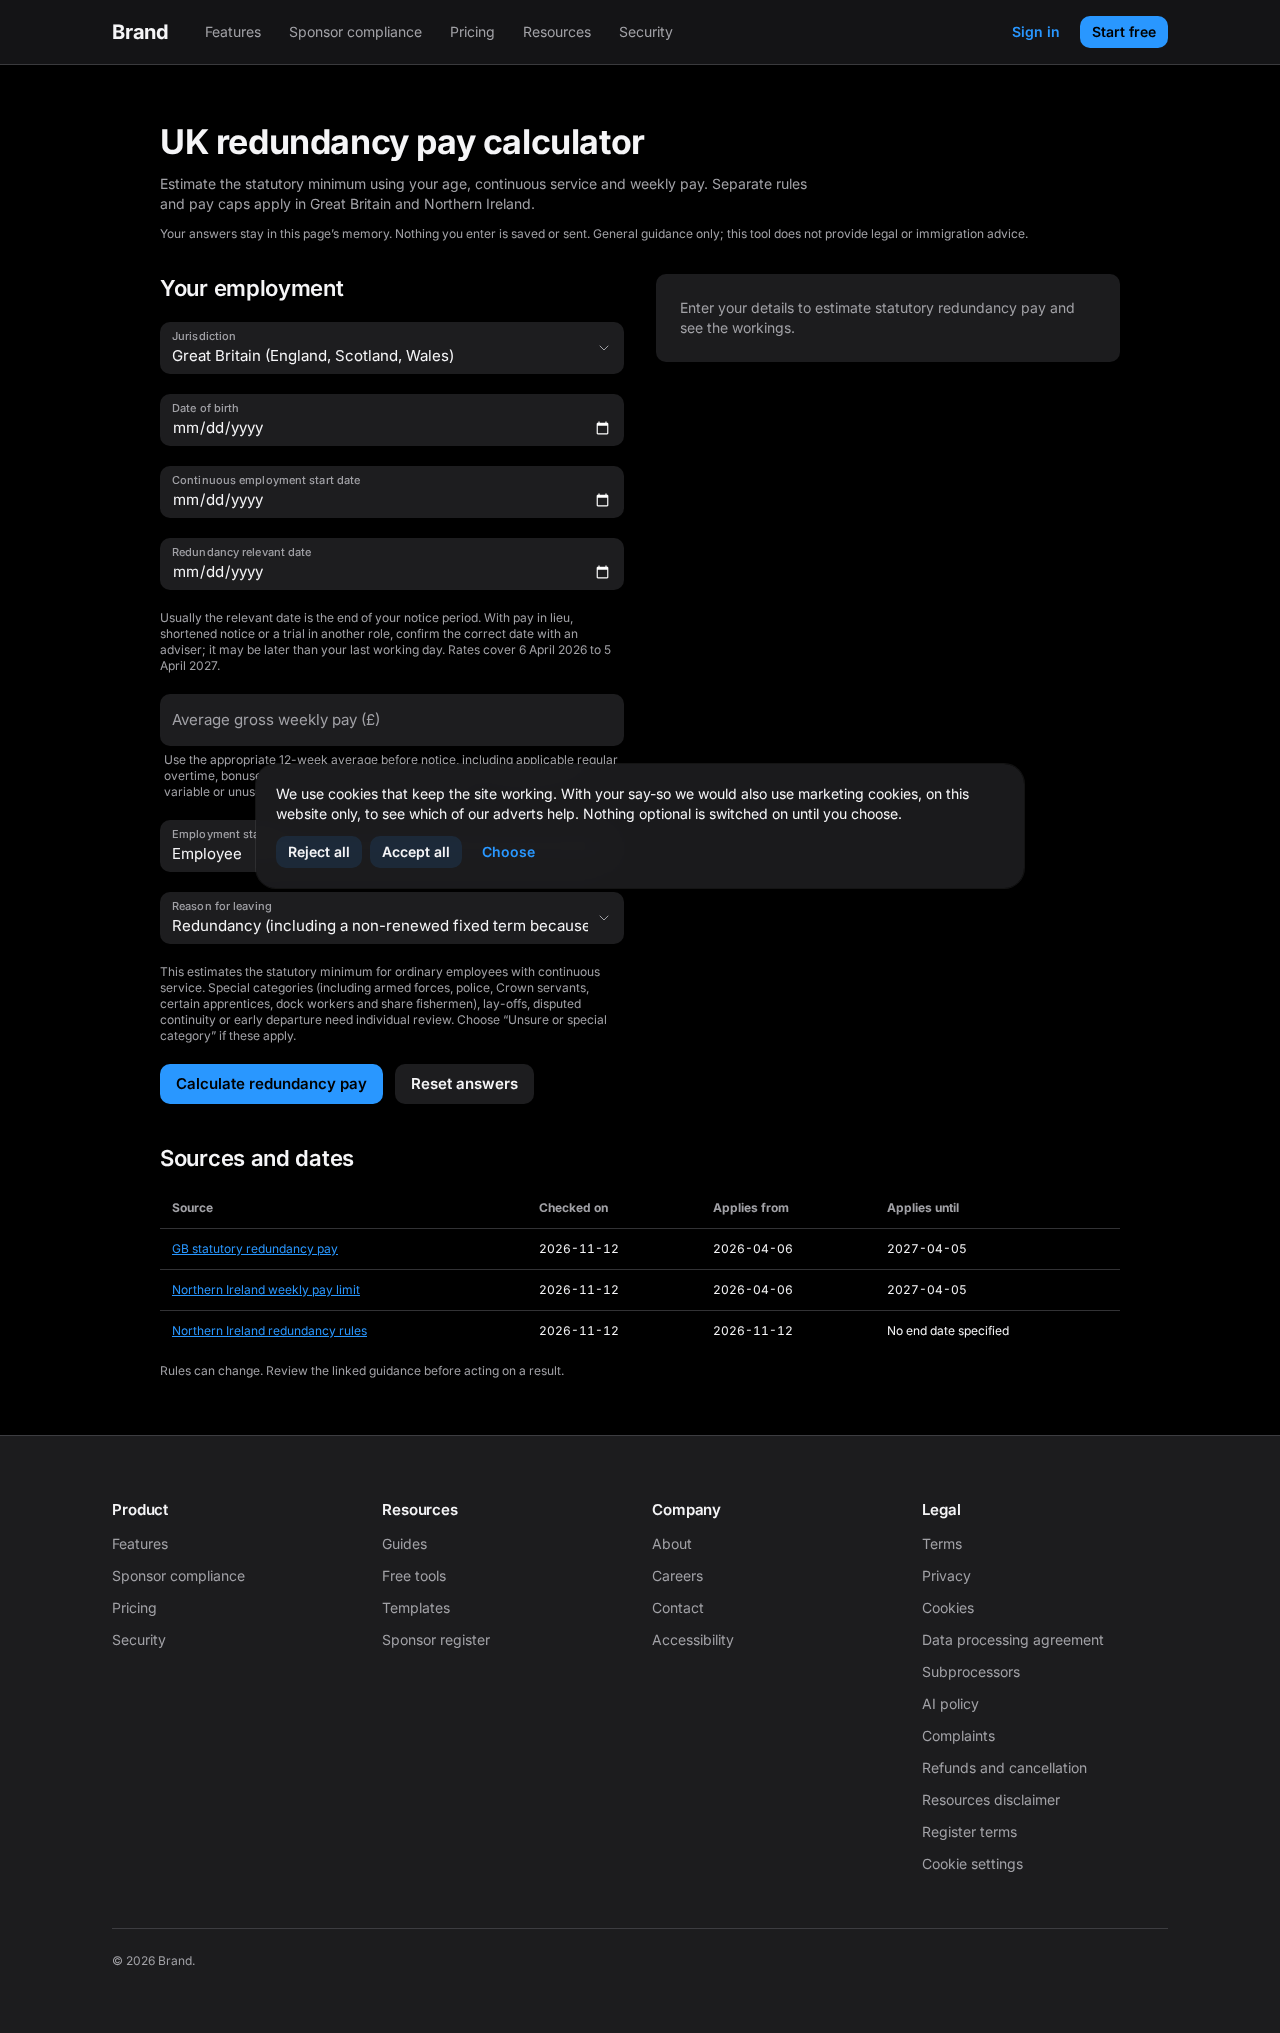 Brand
Features
Sponsor compliance
Pricing
Resources
Security
Sign in
Start free
UK redundancy pay calculator
Estimate the statutory minimum using your age, continuous service and weekly pay. Separate rules
and pay caps apply in Great Britain and Northern Ireland.
Your answers stay in this page’s memory. Nothing you enter is saved or sent. General guidance only; this tool does not provide legal or immigration advice.
Your employment
Jurisdiction
Great Britain (England, Scotland, Wales)
Date of birth
mm/dd/yyyy
Continuous employment start date
mm/dd/yyyy
Redundancy relevant date
mm/dd/yyyy
Usually the relevant date is the end of your notice period. With pay in lieu,
shortened notice or a trial in another role, confirm the correct date with an
adviser; it may be later than your last working day. Rates cover 6 April 2026 to 5
April 2027.
Average gross weekly pay (£)
Use the appropriate 12-week average before notice, including applicable regular
overtime,
variable or
Employment
Employee
Reason for leaving
Redundancy (including a non-renewed fixed term because
This estimates the statutory minimum for ordinary employees with continuous
service. Special categories (including armed forces, police, Crown servants,
certain apprentices, dock workers and share fishermen), lay-offs, disputed
continuity or early departure need individual review. Choose “Unsure or special
category” if these apply.
Calculate redundancy pay
Reset answers
Enter your details to estimate statutory redundancy pay and
see the workings.
We use cookies that keep the site working. With your say-so we would also use marketing cookies, on this
website only, to see which of our adverts help. Nothing optional is switched on until you choose.
Reject all
Accept all
Choose
Sources and dates
Source Checked on Applies from Applies until
GB statutory redundancy pay 2026-11-12 2026-04-06 2027-04-05
Northern Ireland weekly pay limit 2026-11-12 2026-04-06 2027-04-05
Northern Ireland redundancy rules 2026-11-12 2026-11-12 No end date specified
Rules can change. Review the linked guidance before acting on a result.
Product
Features
Sponsor compliance
Pricing
Security
Resources
Guides
Free tools
Templates
Sponsor register
Company
About
Careers
Contact
Accessibility
Legal
Terms
Privacy
Cookies
Data processing agreement
Subprocessors
AI policy
Complaints
Refunds and cancellation
Resources disclaimer
Register terms
Cookie settings
© 2026 Brand.